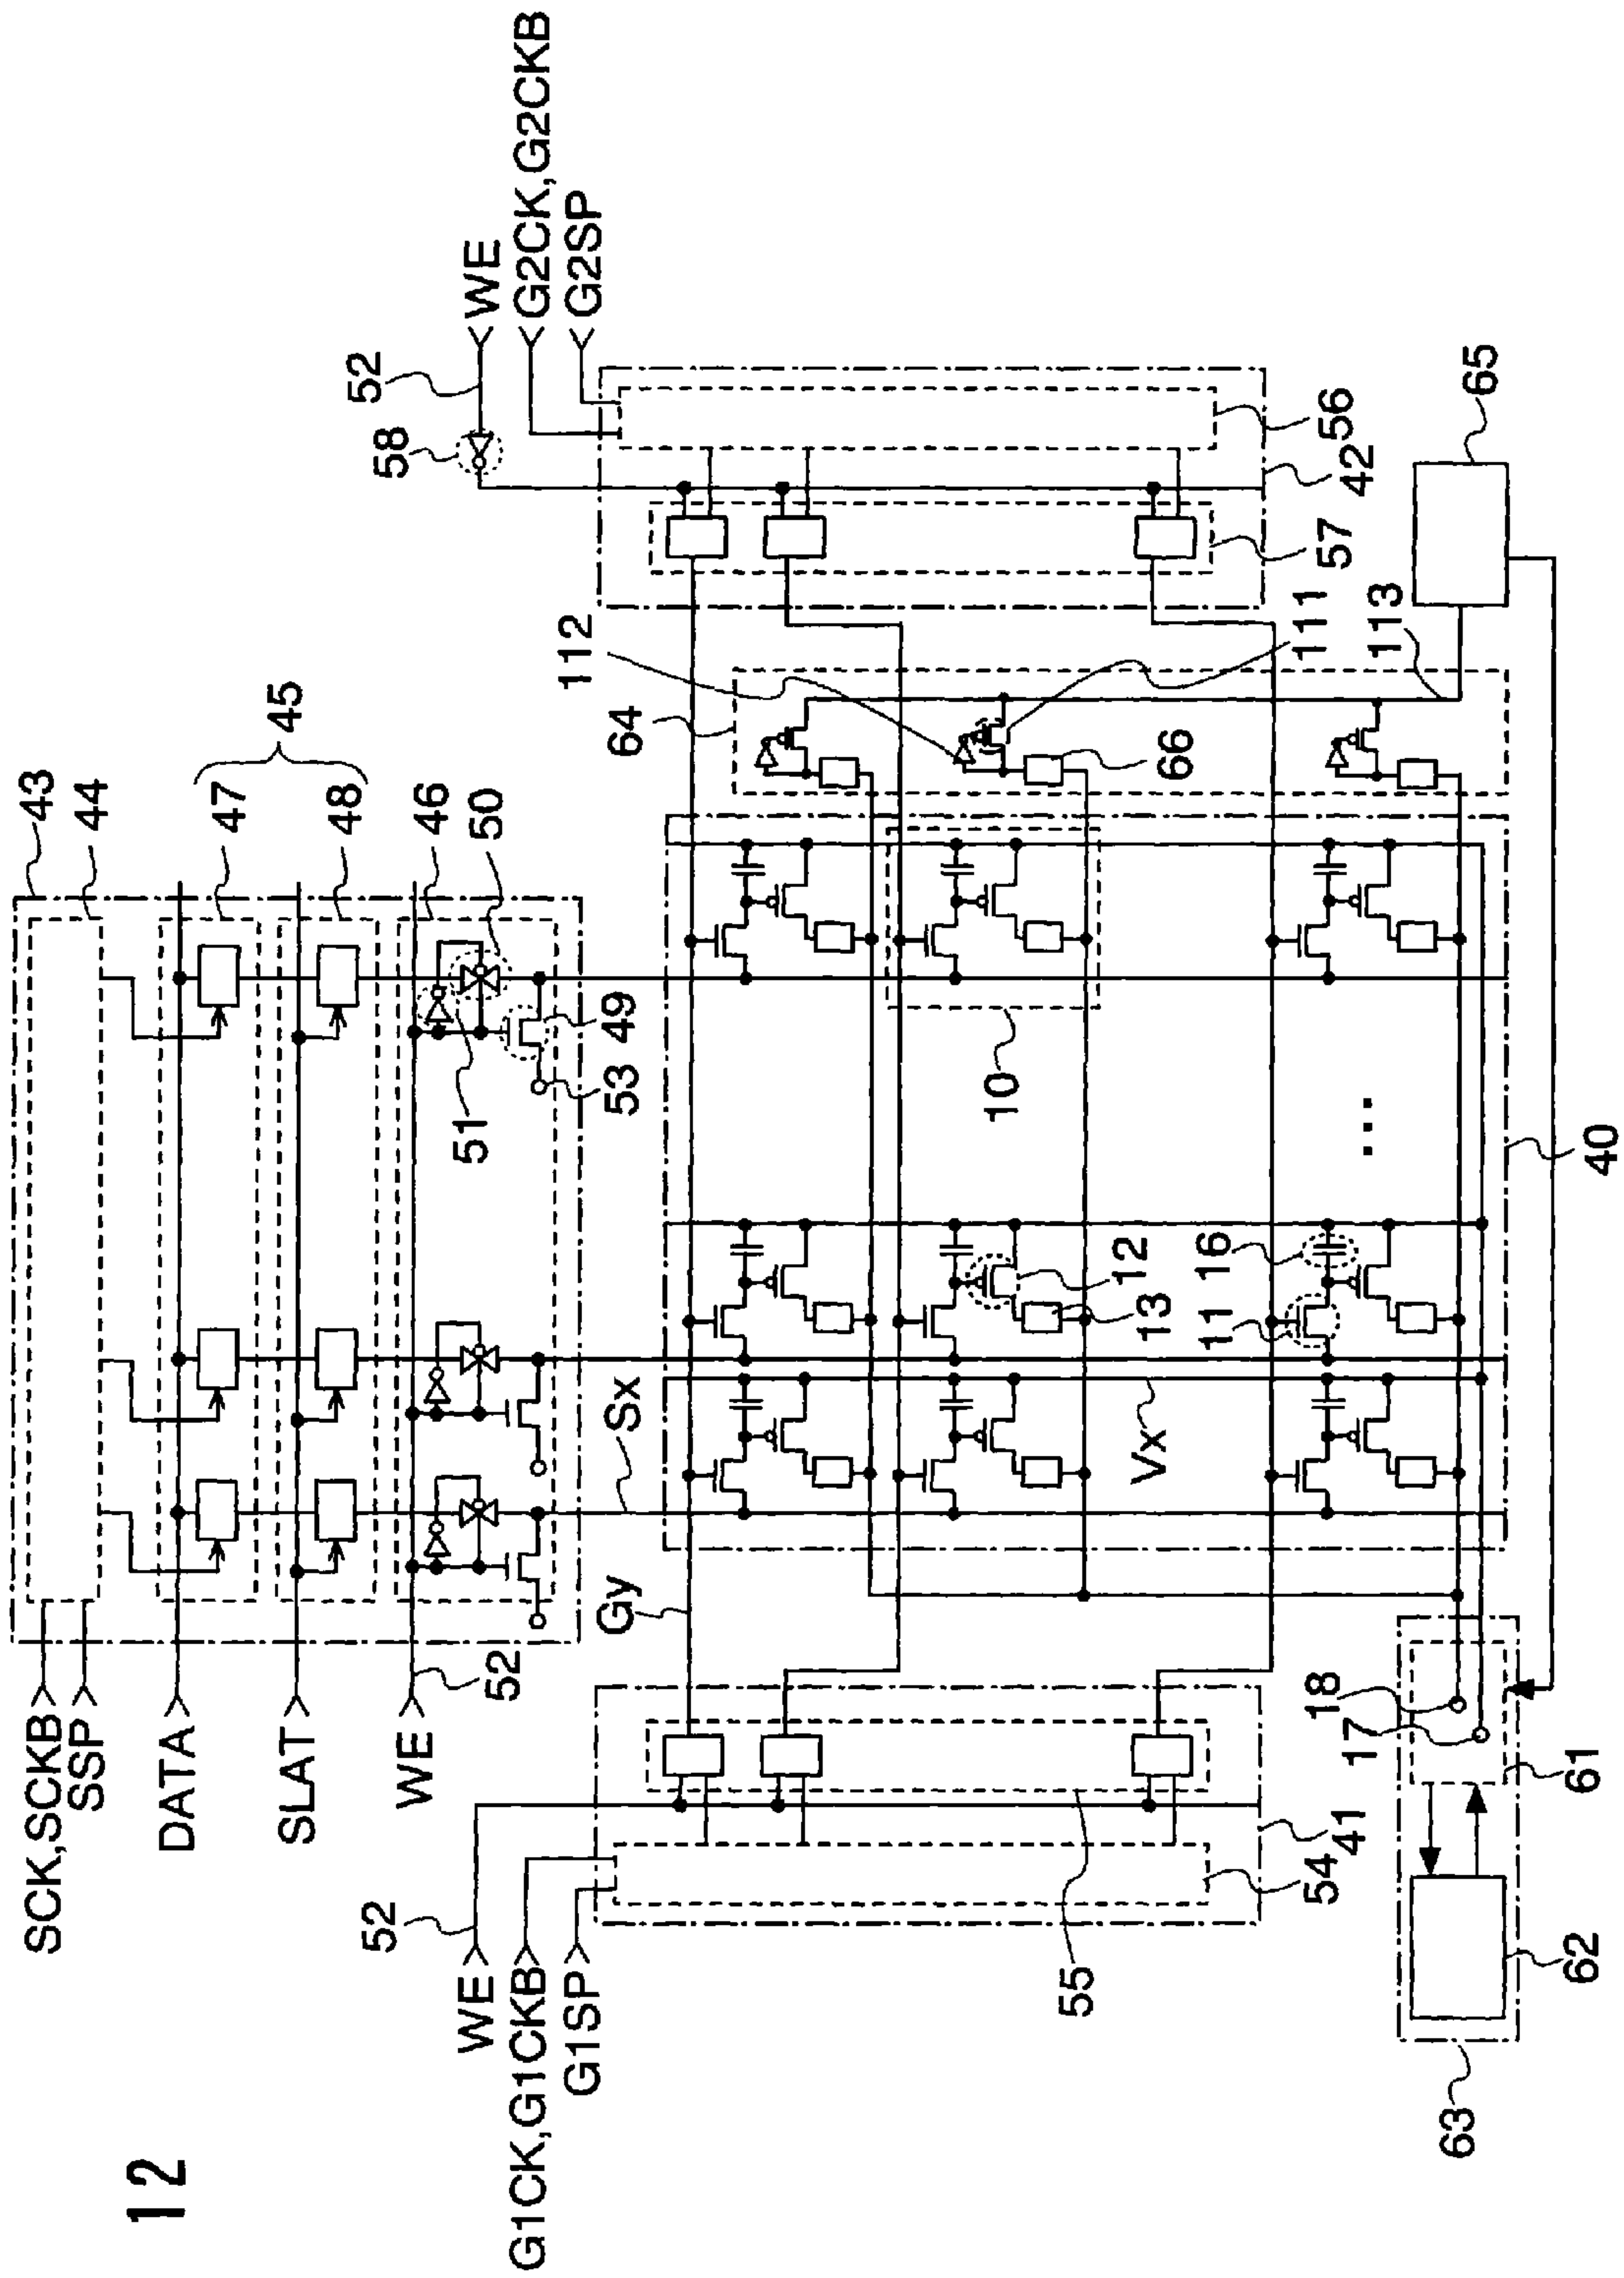 12
SCK,SCKB
SSP
DATA
SLAT
WE
52
43
44
45
47
48
46
50
49
53
51
WE
52
G1CK,G1CKB
G1SP
52
58
WE
G2CK,G2CKB
G2SP
Gy
Sx
Vx
64
112
111
113
66
10
12
13
16
11
...
40
57
42
56
65
55
54
41
17
18
61
62
63